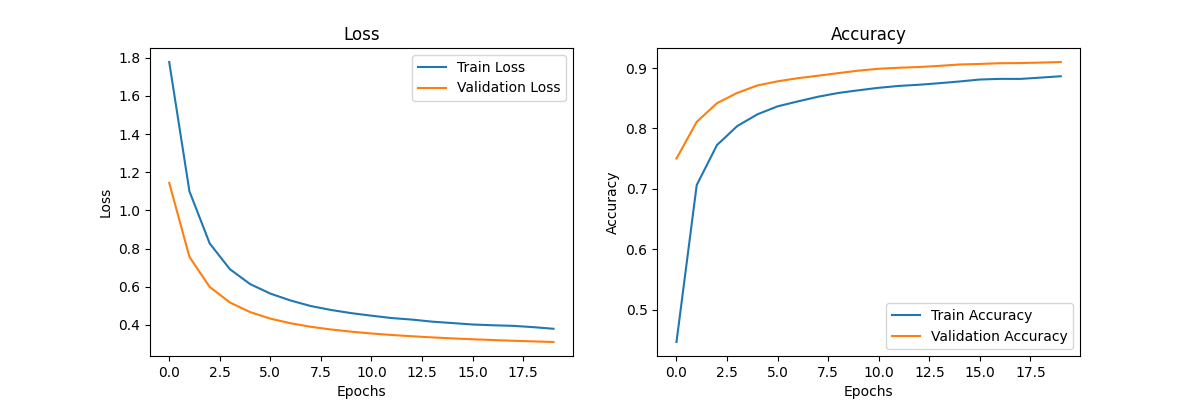 Loss
Train Loss
Validation Loss
1.8
1.6
1.4
1.2
1.0
0.8
0.6
0.4
Loss
0.0 2.5 5.0 7.5 10.0 12.5 15.0 17.5
Epochs
Accuracy
0.9
0.8
0.7
0.6
0.5
Accuracy
Train Accuracy
Validation Accuracy
0.0 2.5 5.0 7.5 10.0 12.5 15.0 17.5
Epochs